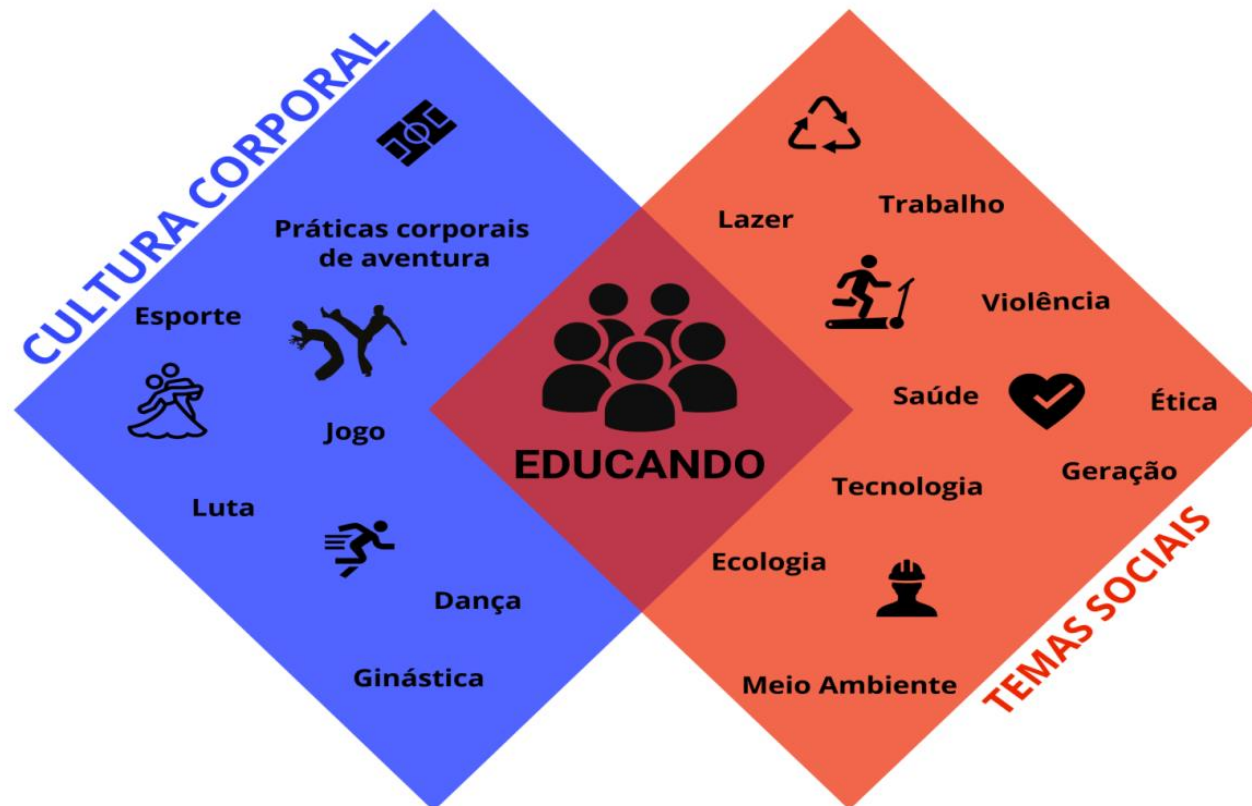 CULTURA CORPORAL
Práticas corporais
de aventura
Esporte
Jogo
Luta
Dança
Ginástica
EDUCANDO
Lazer
Trabalho
Violência
Saúde
Ética
Geração
Tecnologia
Ecologia
Meio Ambiente
TEMAS SOCIAIS